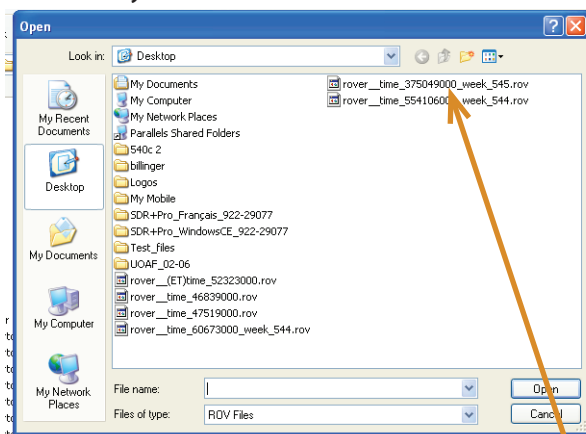 Open
Look in:
Desktop
My Recent
Documents
Desktop
My Documents
My Computer
My Network
Places
My Documents
My Computer
My Network Places
Parallels Shared Folders
540c 2
billinger
Logos
My Mobile
SDR+Pro_Français_922-29077
SDR+Pro_WindowsCE_922-29077
Test_files
UOAF_02-06
rover__(ET)time_52323000.rov
rover__time_46839000.rov
rover__time_47519000.rov
rover__time_60673000_week_544.rov
rover__time_375049000_week_545.rov
rover__time_55410600_week_544.rov
File name:
Open
Files of type:
ROV Files
Cancel